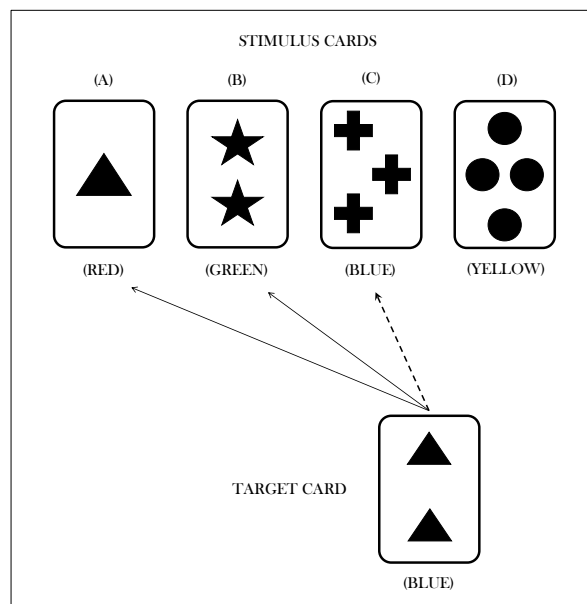 STIMULUS CARDS
(A) (B) (C) (D)
(RED) (GREEN) (BLUE) (YELLOW)
TARGET CARD
(BLUE)